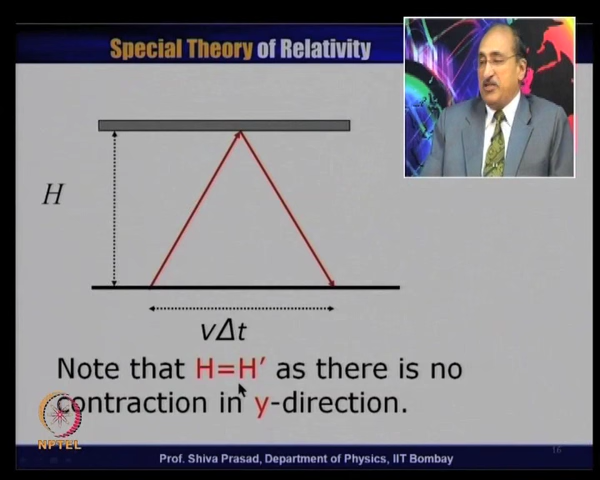 Special Theory of Relativity
H
vΔt
Note that H=H′ as there is no
contraction in y-direction.
NPTEL
Prof. Shiva Prasad, Department of Physics, IIT Bombay
16